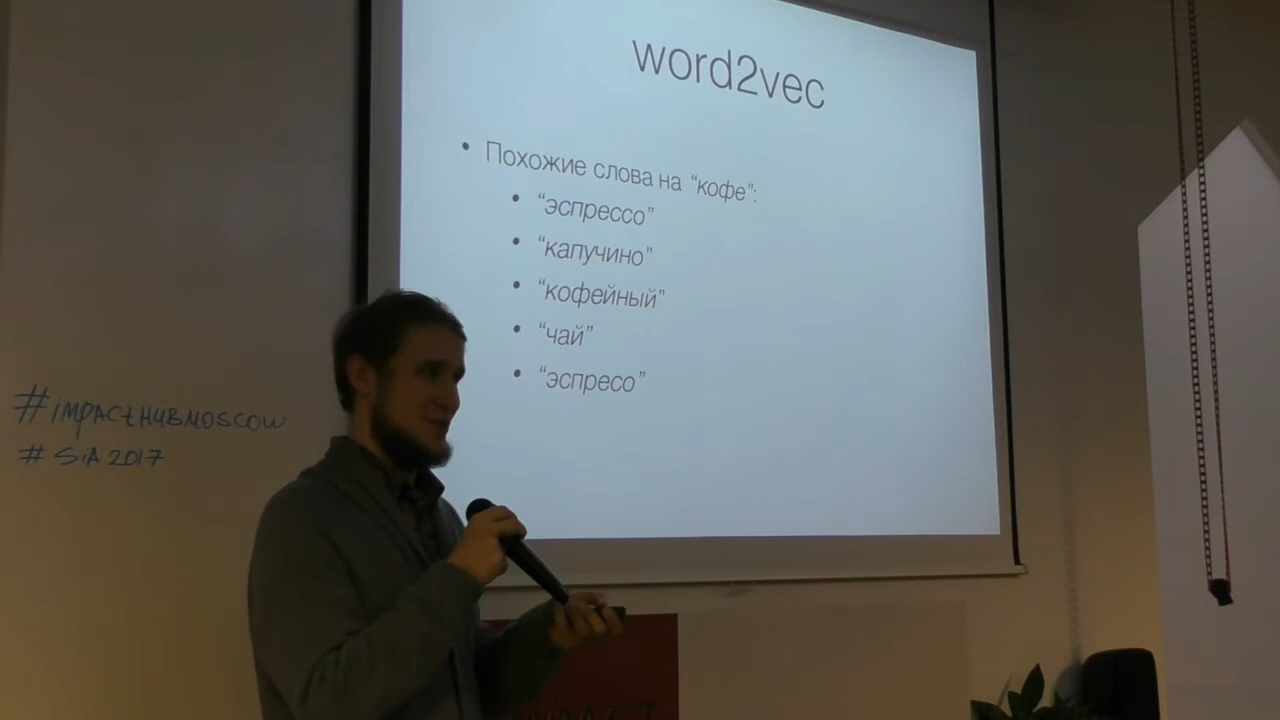 word2vec
• Похожие слова на “кофе”:
• “эспрессо”
• “капучино”
• “кофейный”
• “чай”
• “эспресо”
#IMPACTHUBMOSCOW
# SIA 2017